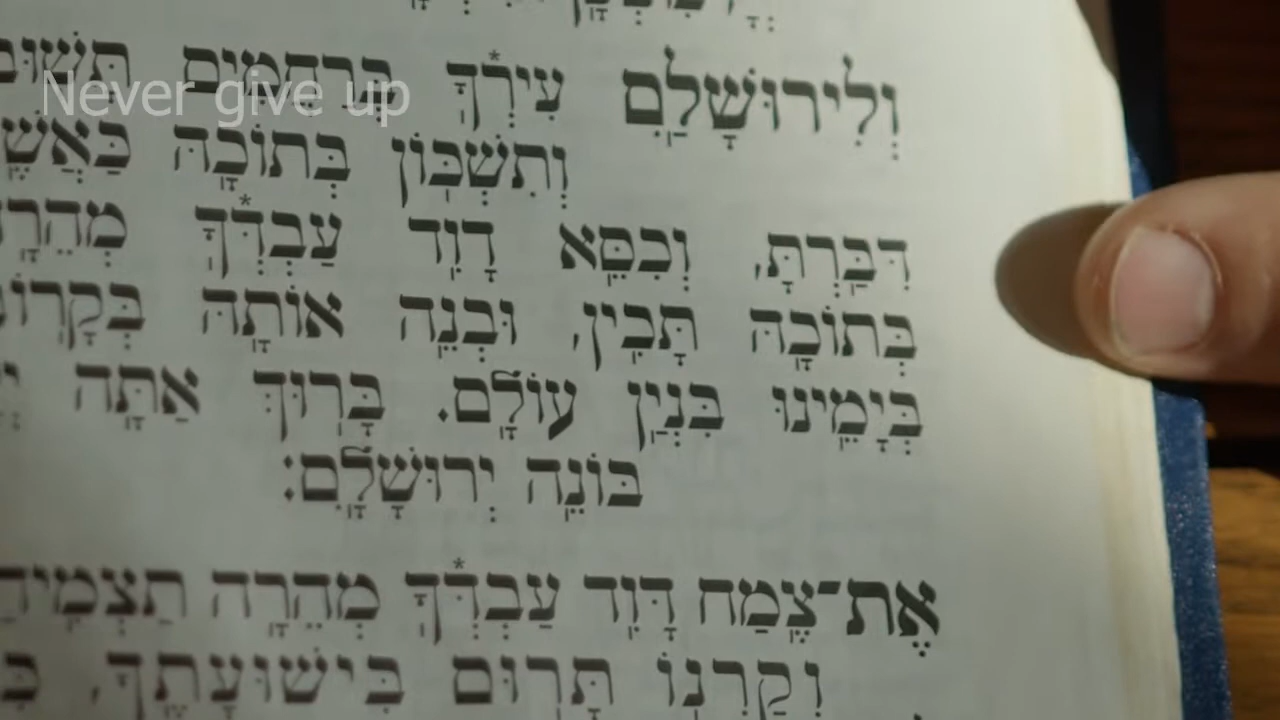 Never give up
וְלִירוּשָׁלַֽםִ עִירְ֒ךָ בְּרַחֲמִים
וְתִשְׁכּוֹן בְּתוֹכָהּ
דִּבַּרְתָּ, וְכִסֵּא דָוִד עַבְדְּ֒ךָ
בְּתוֹכָהּ תָּכִין, וּבְנֵה אוֹתָהּ
בְּיָמֵינוּ בִּנְיַן עוֹלָם. בָּרוּךְ אַתָּה
בּוֹנֵה יְרוּשָׁלָֽםִ:
אֶת־צֶמַח דָּוִד עַבְדְּ֒ךָ מְהֵרָה
וְקַרְנוֹ תָּרוּם בִּישׁוּעָתֶךָ,